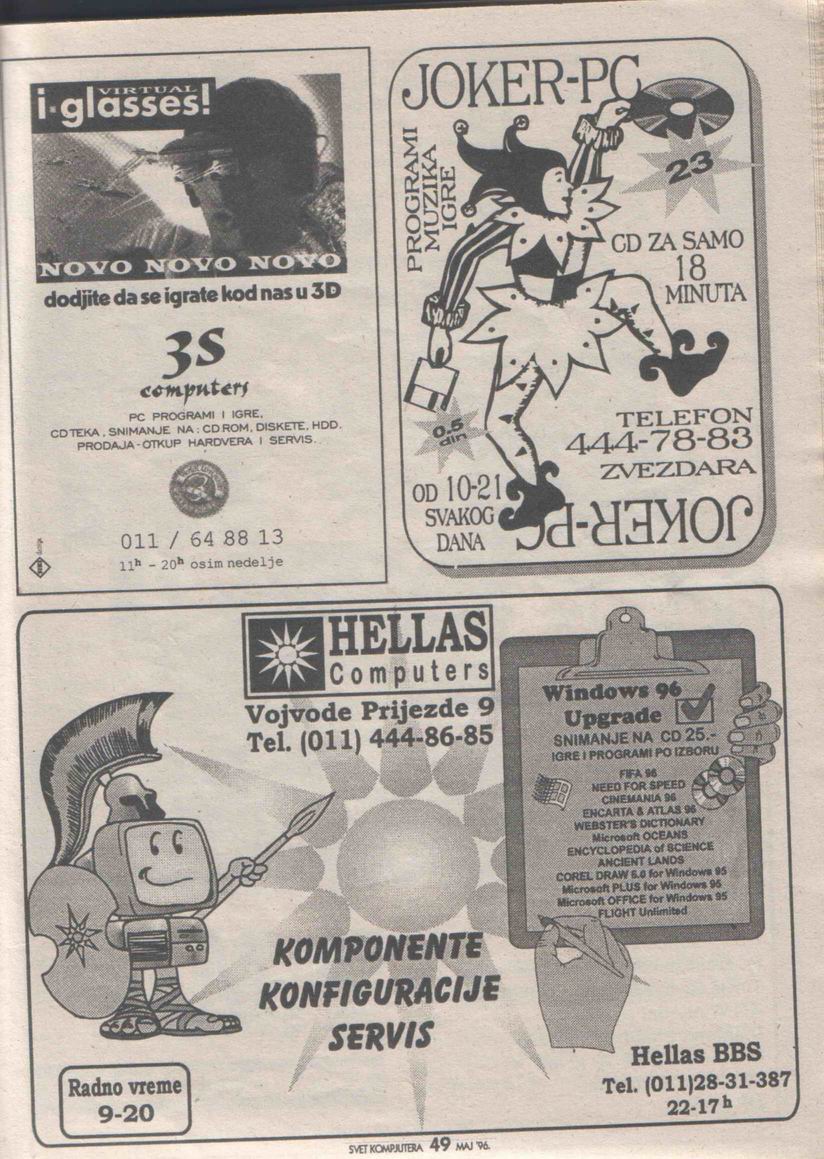 VIRTUAL
i-glasses!
NOVO NOVO NOVO
dodjite da se igrate kod nas u 3D
3S
computers
PC PROGRAMI I IGRE,
CD TEKA, SNIMANJE NA: CD ROM, DISKETE, HDD.
PRODAJA-OTKUP HARDVERA I SERVIS.
011 / 64 88 13
11h - 20h osim nedelje
JOKER-PC
PROGRAMI
MUZIKA
IGRE
23
CD ZA SAMO
18
MINUTA
0.5
din
TELEFON
444-78-83
ZVEZDARA
OD 10-21
SVAKOG
DANA
JOKER-PC
HELLAS
Computers
Vojvode Prijezde 9
Tel. (011) 444-86-85
Windows 96
Upgrade
SNIMANJE NA CD 25.-
IGRE I PROGRAMI PO IZBORU
FIFA 96
NEED FOR SPEED
CINEMANIA 96
ENCARTA & ATLAS 96
WEBSTER'S DICTIONARY
Microsoft OCEANS
ENCYCLOPEDIA of SCIENCE
ANCIENT LANDS
COREL DRAW 6.0 for Windows 95
Microsoft PLUS for Windows 95
Microsoft OFFICE for Windows 95
FLIGHT Unlimited
KOMPONENTE
KONFIGURACIJE
SERVIS
Radno vreme
9-20
Hellas BBS
Tel. (011)28-31-387
22-17h
SVET KOMPJUTERA 49 MAJ '96.